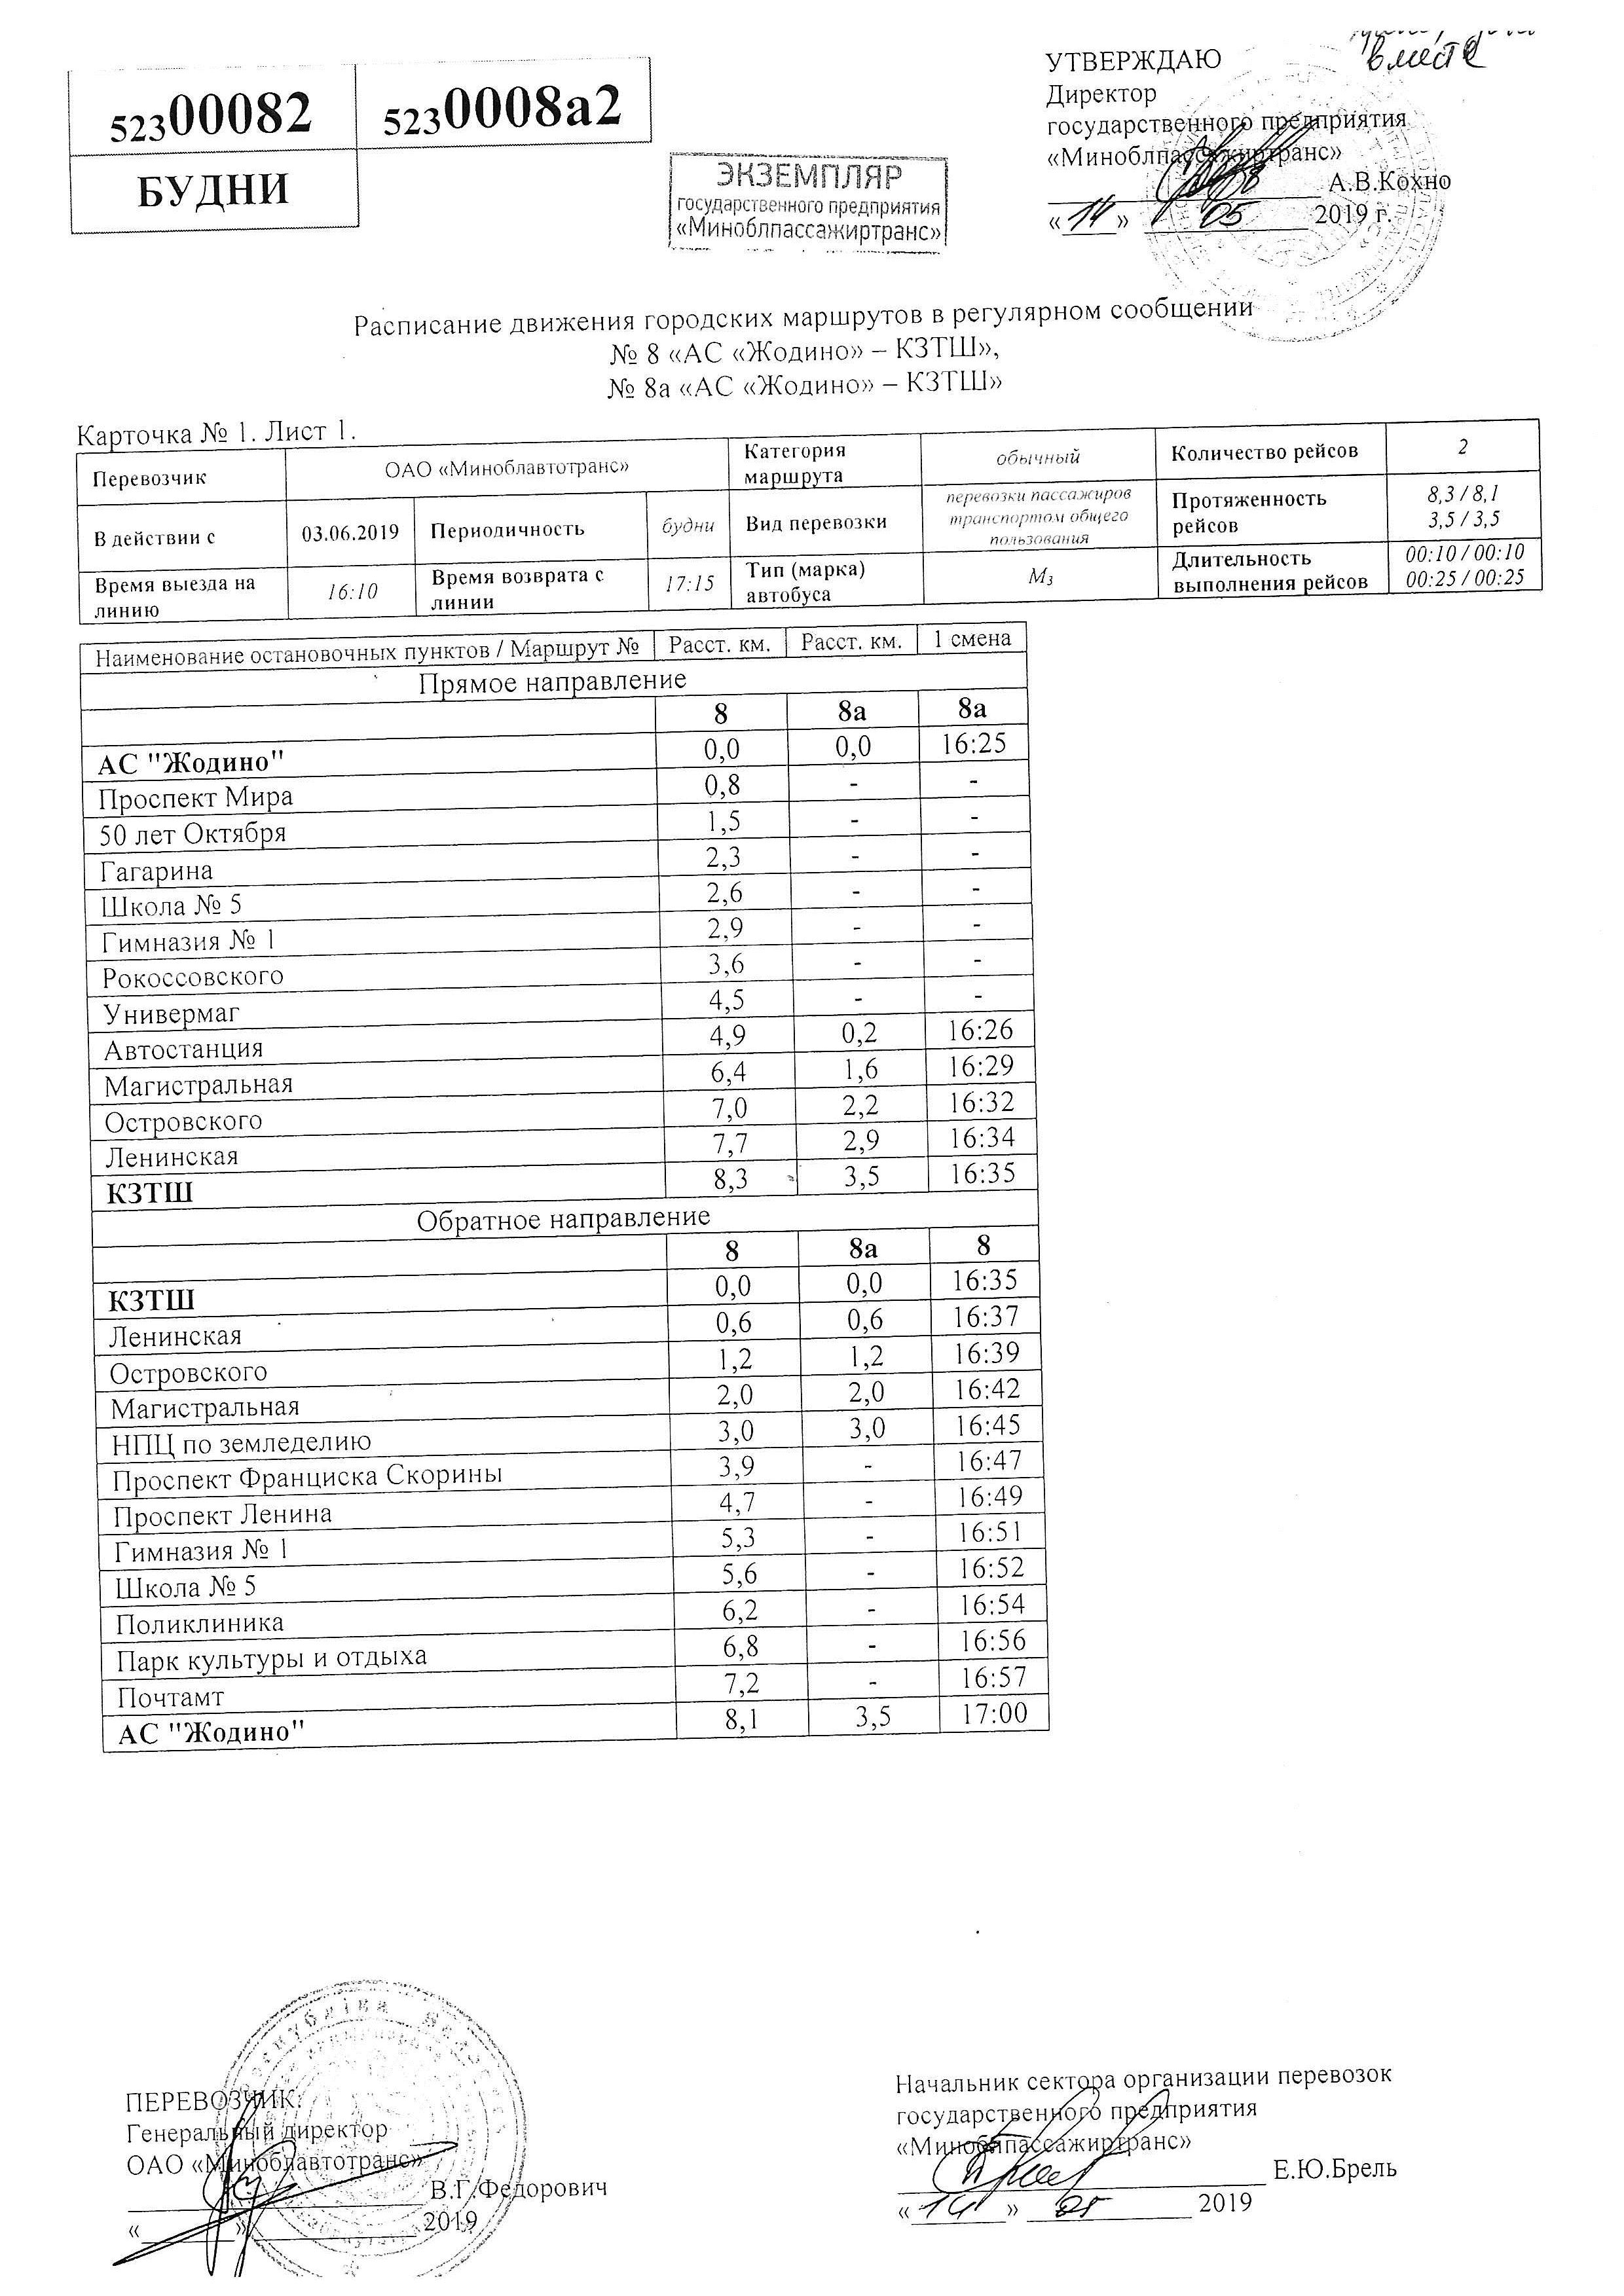 вместе
УТВЕРЖДАЮ
Директор
государственного предприятия
«Миноблпассажиртранс»
А.В.Кохно
«14» 05 2019 г.
52300082 5230008а2
БУДНИ
ЭКЗЕМПЛЯР
государственного предприятия
«Миноблпассажиртранс»
Расписание движения городских маршрутов в регулярном сообщении
№ 8 «АС «Жодино» – КЗТШ»,
№ 8а «АС «Жодино» – КЗТШ»
Карточка № 1. Лист 1.
Перевозчик ОАО «Миноблавтотранс» Категория маршрута обычный Количество рейсов 2
В действии с 03.06.2019 Периодичность будни Вид перевозки перевозки пассажиров транспортом общего пользования Протяженность рейсов 8,3 / 8,1 3,5 / 3,5
Время выезда на линию 16:10 Время возврата с линии 17:15 Тип (марка) автобуса М3 Длительность выполнения рейсов 00:10 / 00:10 00:25 / 00:25
Наименование остановочных пунктов / Маршрут № Расст. км. Расст. км. 1 смена
Прямое направление
8 8а 8а
АС "Жодино" 0,0 0,0 16:25
Проспект Мира 0,8 - -
50 лет Октября 1,5 - -
Гагарина 2,3 - -
Школа № 5 2,6 - -
Гимназия № 1 2,9 - -
Рокоссовского 3,6 - -
Универмаг 4,5 - -
Автостанция 4,9 0,2 16:26
Магистральная 6,4 1,6 16:29
Островского 7,0 2,2 16:32
Ленинская 7,7 2,9 16:34
КЗТШ 8,3 3,5 16:35
Обратное направление
8 8а 8
КЗТШ 0,0 0,0 16:35
Ленинская 0,6 0,6 16:37
Островского 1,2 1,2 16:39
Магистральная 2,0 2,0 16:42
НПЦ по земледелию 3,0 3,0 16:45
Проспект Франциска Скорины 3,9 - 16:47
Проспект Ленина 4,7 - 16:49
Гимназия № 1 5,3 - 16:51
Школа № 5 5,6 - 16:52
Поликлиника 6,2 - 16:54
Парк культуры и отдыха 6,8 - 16:56
Почтамт 7,2 - 16:57
АС "Жодино" 8,1 3,5 17:00
ПЕРЕВОЗЧИК:
Генеральный директор
ОАО «Миноблавтотранс»
В.Г.Федорович
« » 2019
Начальник сектора организации перевозок
государственного предприятия
«Миноблпассажиртранс»
Е.Ю.Брель
«14» 05 2019